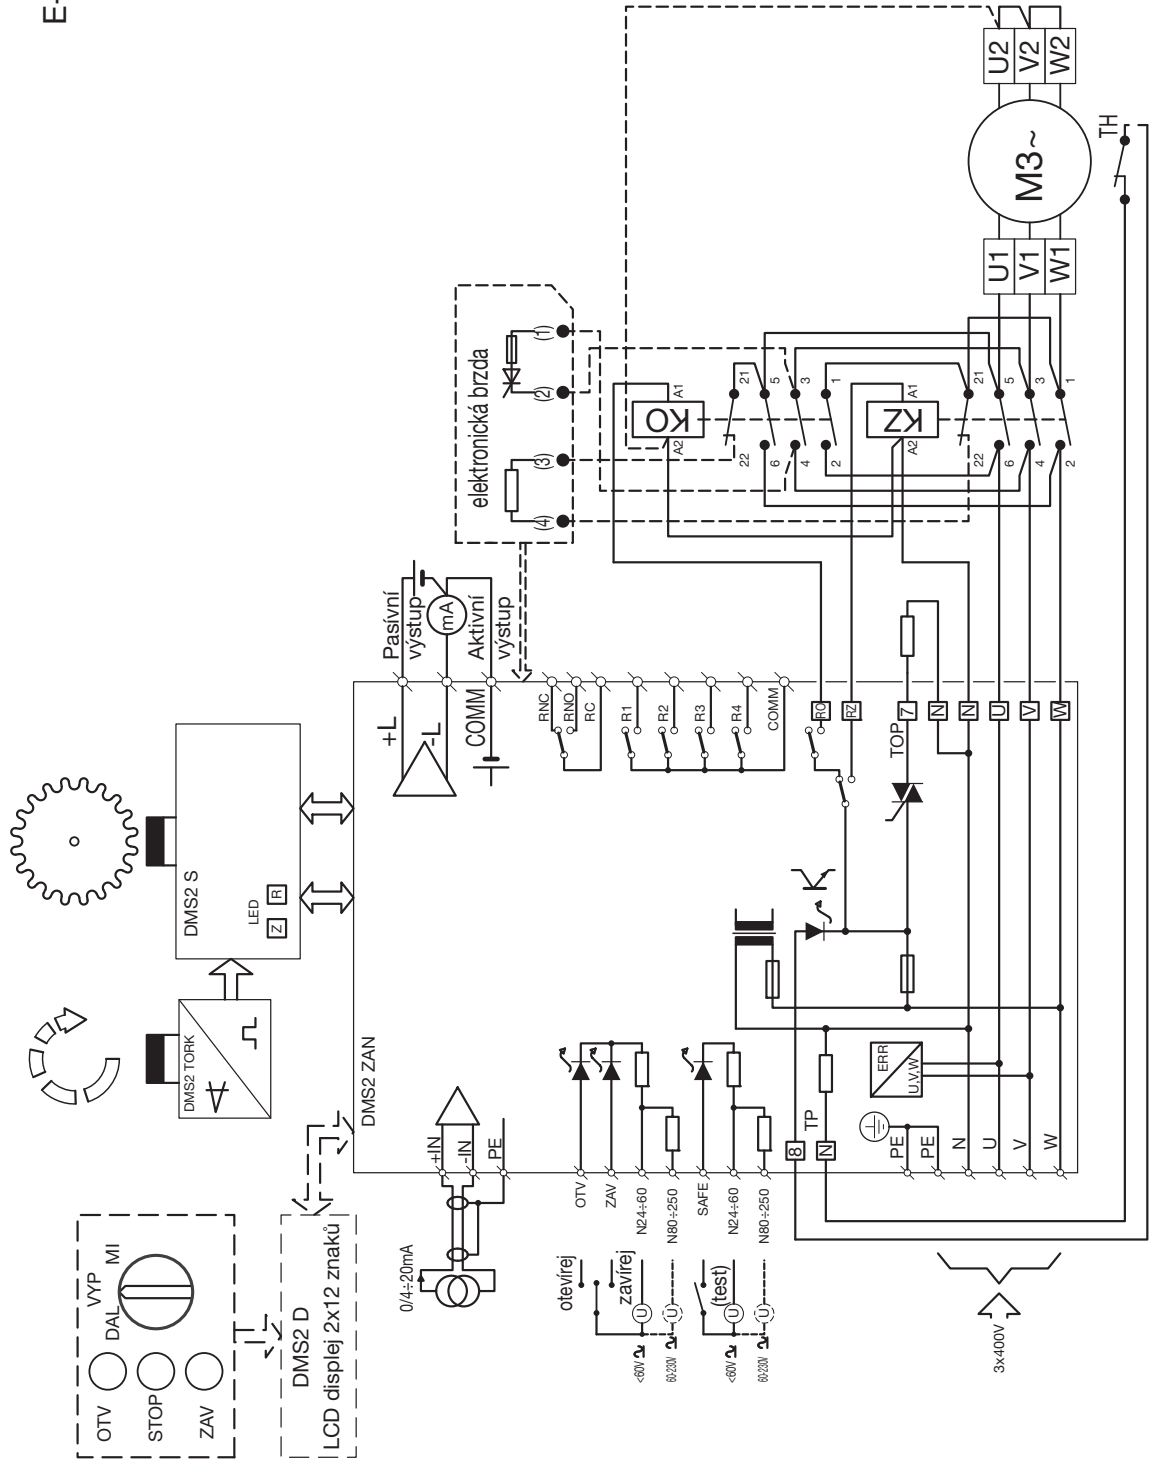 E-
OTV
STOP
ZAV
DAL
VYP
MI
DMS2 D
LCD displej 2x12 znaků
DMS2 TORK
DMS2 S
LED
Z
R
DMS2 ZAN
0/4÷20mA
+IN
-IN
PE
+L
-L
COMM
Pasívní
výstup
mA
Aktivní
výstup
elektronická brzda
(4)
(3)
(2)
(1)
RNC
RNO
RC
R1
R2
R3
R4
COMM
otevírej
zavírej
<60V
60-230V
U
U
OTV
ZAV
N24÷60
N80÷250
(test)
<60V
60-230V
U
U
SAFE
N24÷60
N80÷250
8
TP
N
ERR
U,V,W
PE
PE
N
U
V
W
3x400V
RO
RZ
TOP
7
N
N
U
V
W
KO
A2
A1
22
21
6
5
4
3
2
1
KZ
A2
A1
22
21
6
5
4
3
2
1
U1
V1
W1
M3~
U2
V2
W2
TH